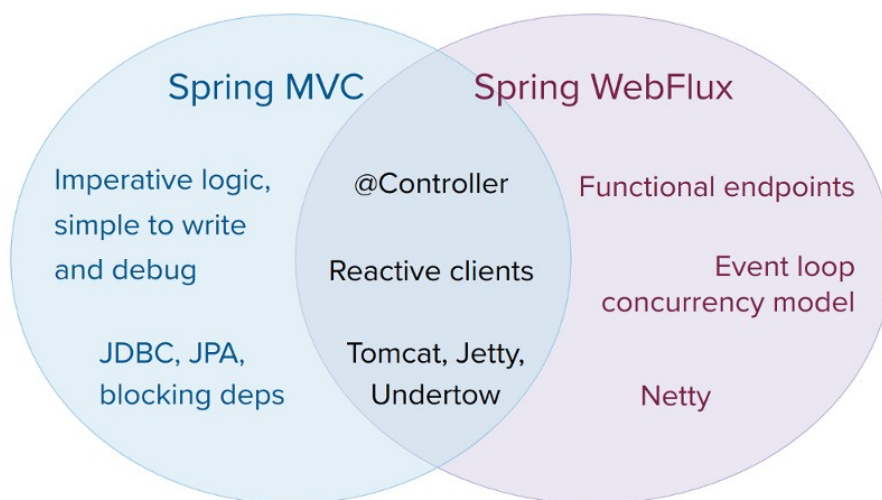 Spring MVC
Spring WebFlux
Imperative logic,
simple to write
and debug
JDBC, JPA,
blocking deps
@Controller
Reactive clients
Tomcat, Jetty,
Undertow
Functional endpoints
Event loop
concurrency model
Netty